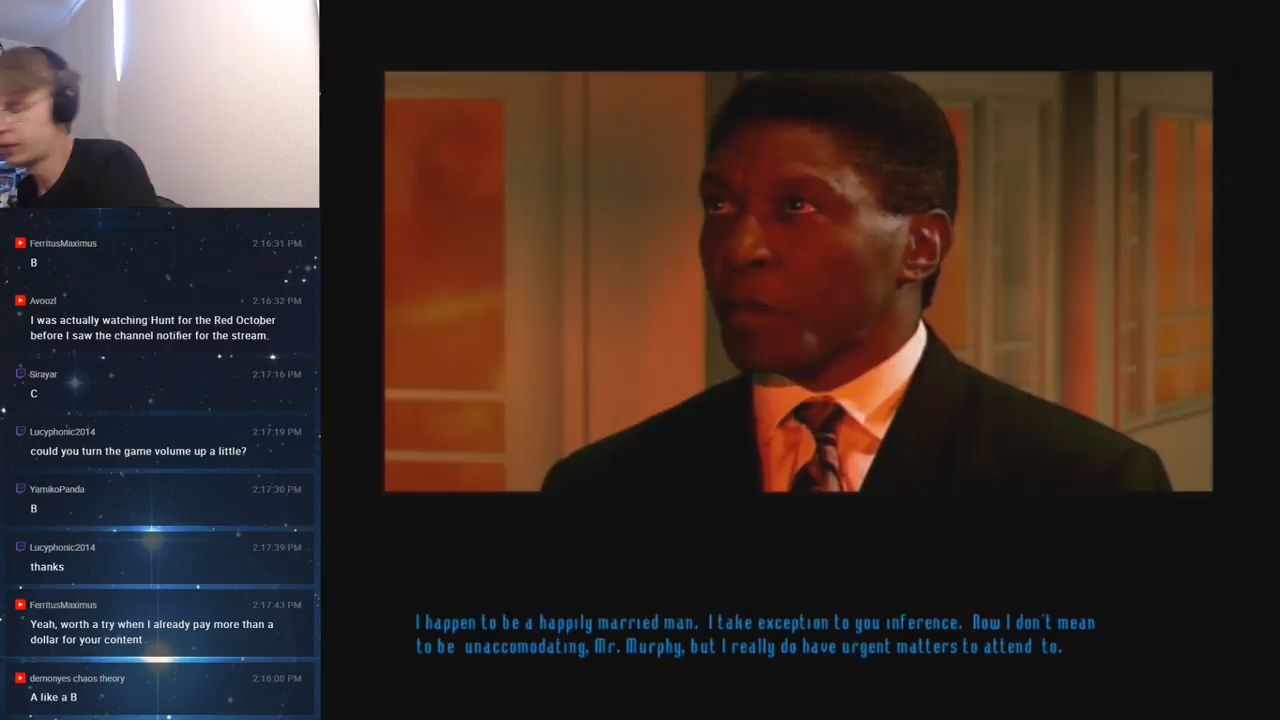 FerritusMaximus 2:16:31 PM
B
Avoozl 2:16:32 PM
I was actually watching Hunt for the Red October
before I saw the channel notifier for the stream.
Sirayar 2:17:16 PM
C
Lucyphonic2014 2:17:19 PM
could you turn the game volume up a little?
YamikoPanda 2:17:30 PM
B
Lucyphonic2014 2:17:39 PM
thanks
FerritusMaximus 2:17:43 PM
Yeah, worth a try when I already pay more than a
dollar for your content
demonyes chaos theory 2:18:00 PM
A like a B
I happen to be a happily married man. I take exception to you inference. Now I don't mean
to be unaccomodating, Mr. Murphy, but I really do have urgent matters to attend to.